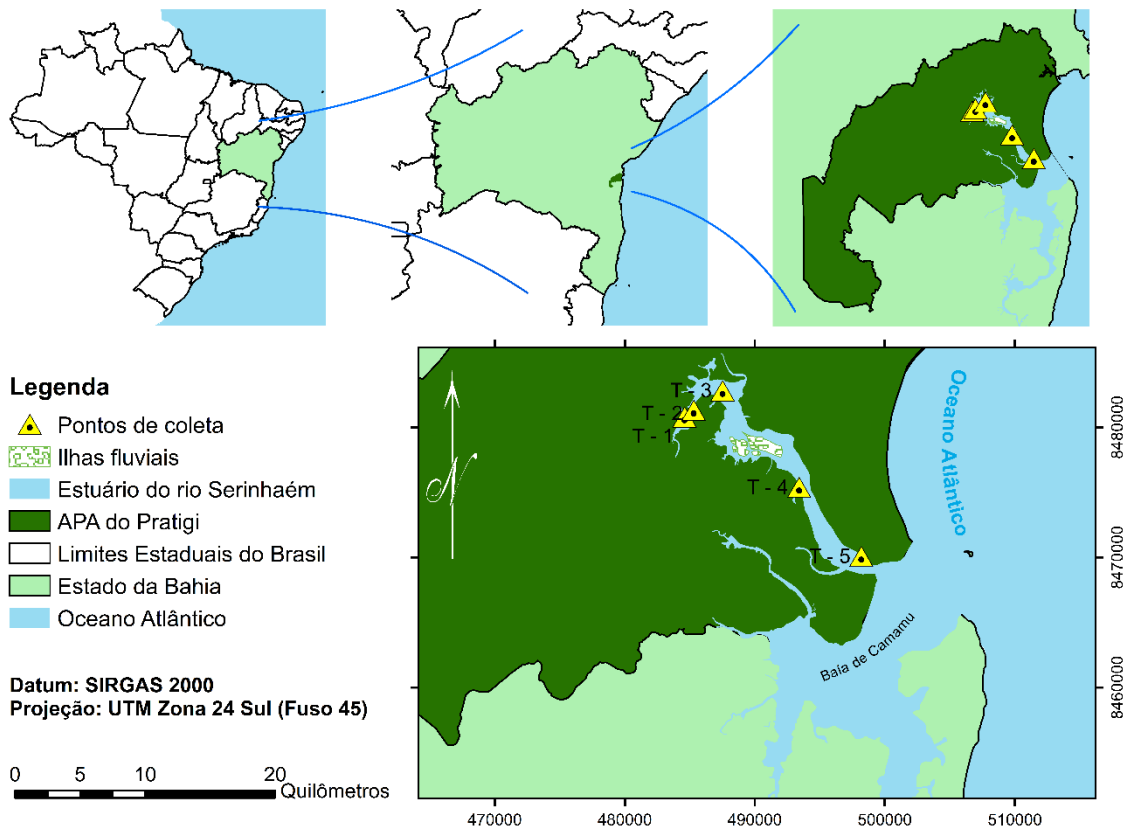 Legenda
Pontos de coleta
Ilhas fluviais
Estuário do rio Serinhaém
APA do Pratigi
Limites Estaduais do Brasil
Estado da Bahia
Oceano Atlântico
Datum: SIRGAS 2000
Projeção: UTM Zona 24 Sul (Fuso 45)
0 5 10 20
Quilômetros
T - 3
T - 2
T - 1
T - 4
T - 5
N
Oceano Atlântico
Baía de Camamu
8480000
8470000
8460000
470000 480000 490000 500000 510000